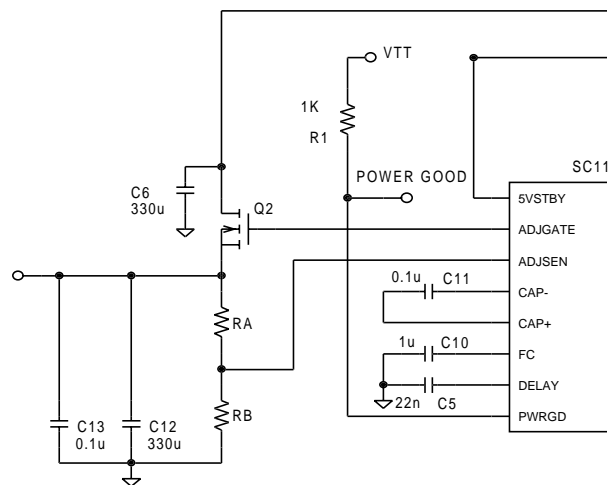 VTT
1K
R1
SC11
POWER GOOD
C6
330u
Q2
5VSTBY
ADJGATE
ADJSEN
0.1u
C11
CAP-
CAP+
RA
1u
C10
FC
DELAY
22n
C5
PWRGD
RB
C13
0.1u
C12
330u